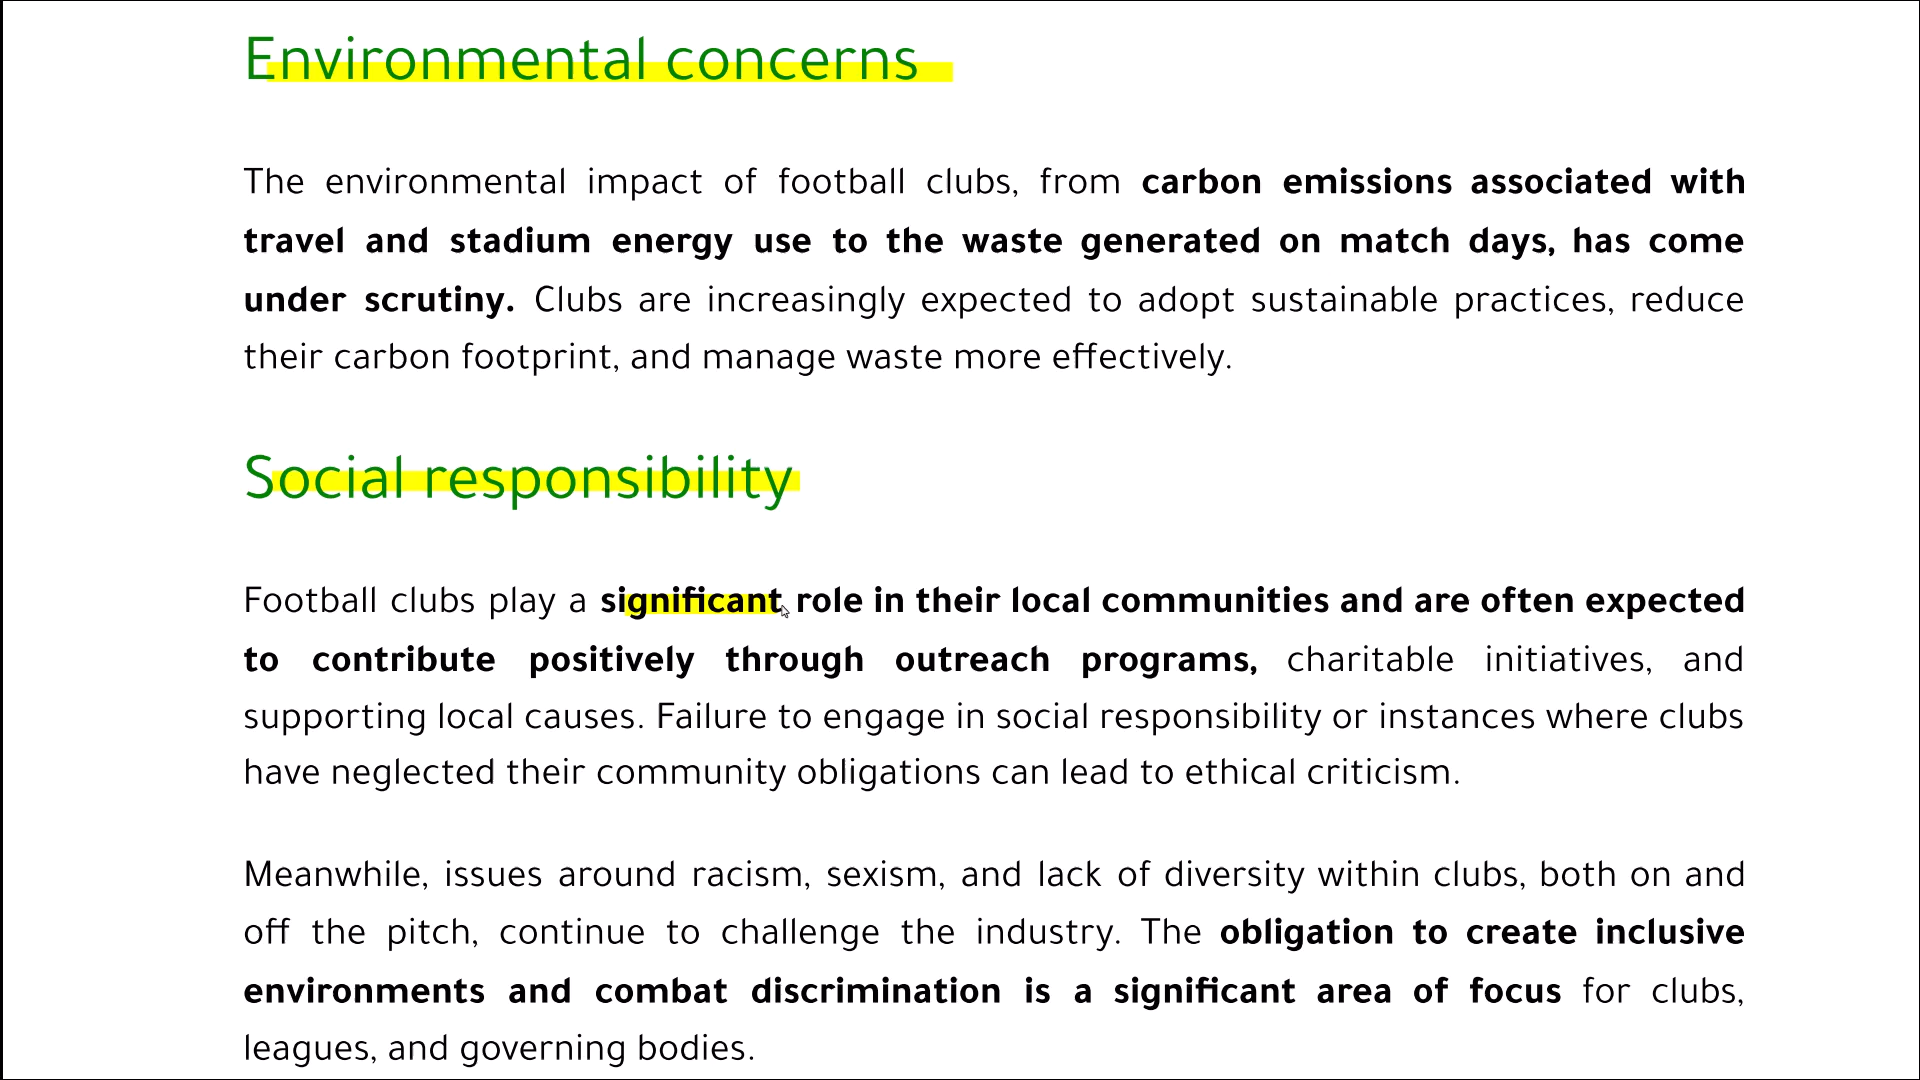 Environmental concerns
The environmental impact of football clubs, from carbon emissions associated with
travel and stadium energy use to the waste generated on match days, has come
under scrutiny. Clubs are increasingly expected to adopt sustainable practices, reduce
their carbon footprint, and manage waste more effectively.
Social responsibility
Football clubs play a significant role in their local communities and are often expected
to contribute positively through outreach programs, charitable initiatives, and
supporting local causes. Failure to engage in social responsibility or instances where clubs
have neglected their community obligations can lead to ethical criticism.
Meanwhile, issues around racism, sexism, and lack of diversity within clubs, both on and
off the pitch, continue to challenge the industry. The obligation to create inclusive
environments and combat discrimination is a significant area of focus for clubs,
leagues, and governing bodies.